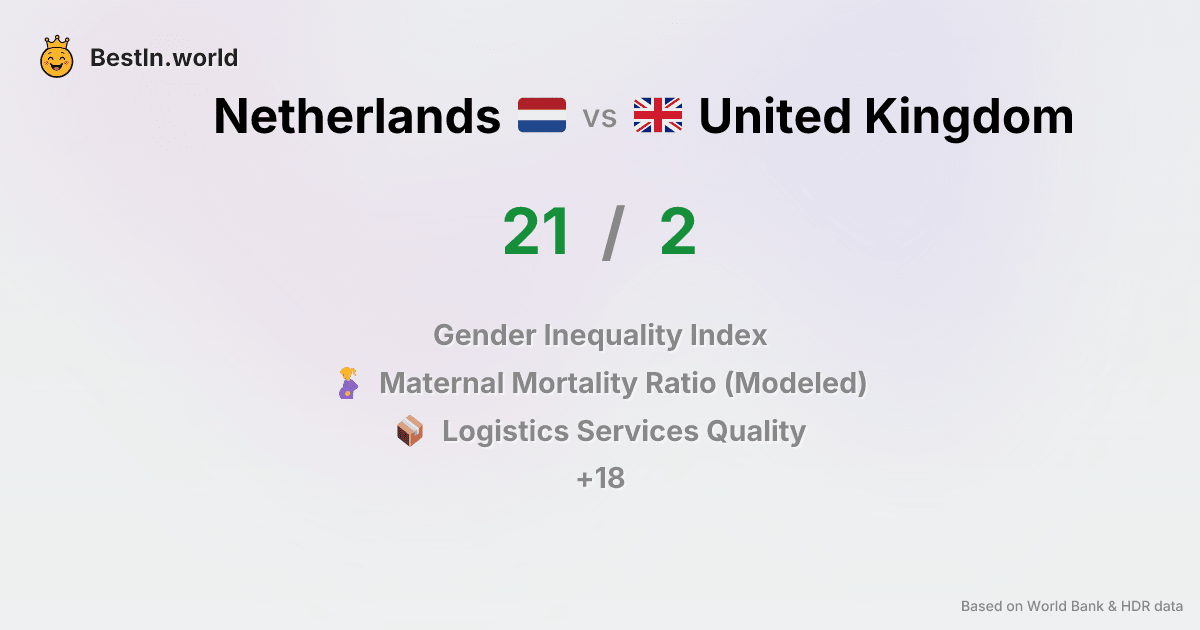 BestIn.world
Netherlands vs United Kingdom
21 / 2
Gender Inequality Index
Maternal Mortality Ratio (Modeled)
Logistics Services Quality
+18
Based on World Bank & HDR data